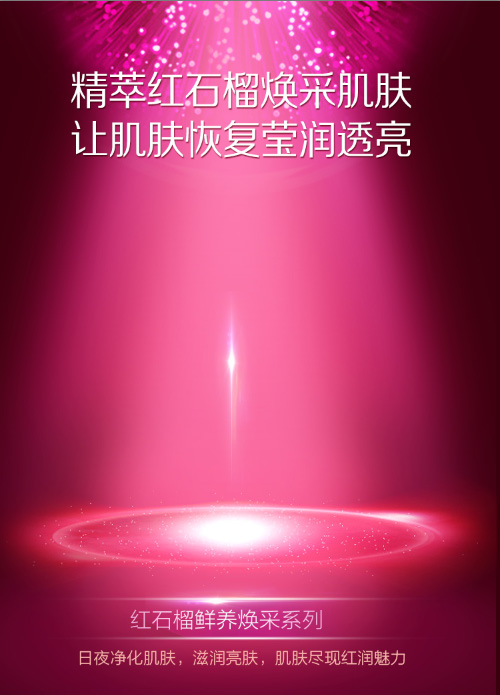 精萃红石榴焕采肌肤
让肌肤恢复莹润透亮
红石榴鲜养焕采系列
日夜净化肌肤，滋润亮肤，肌肤尽现红润魅力